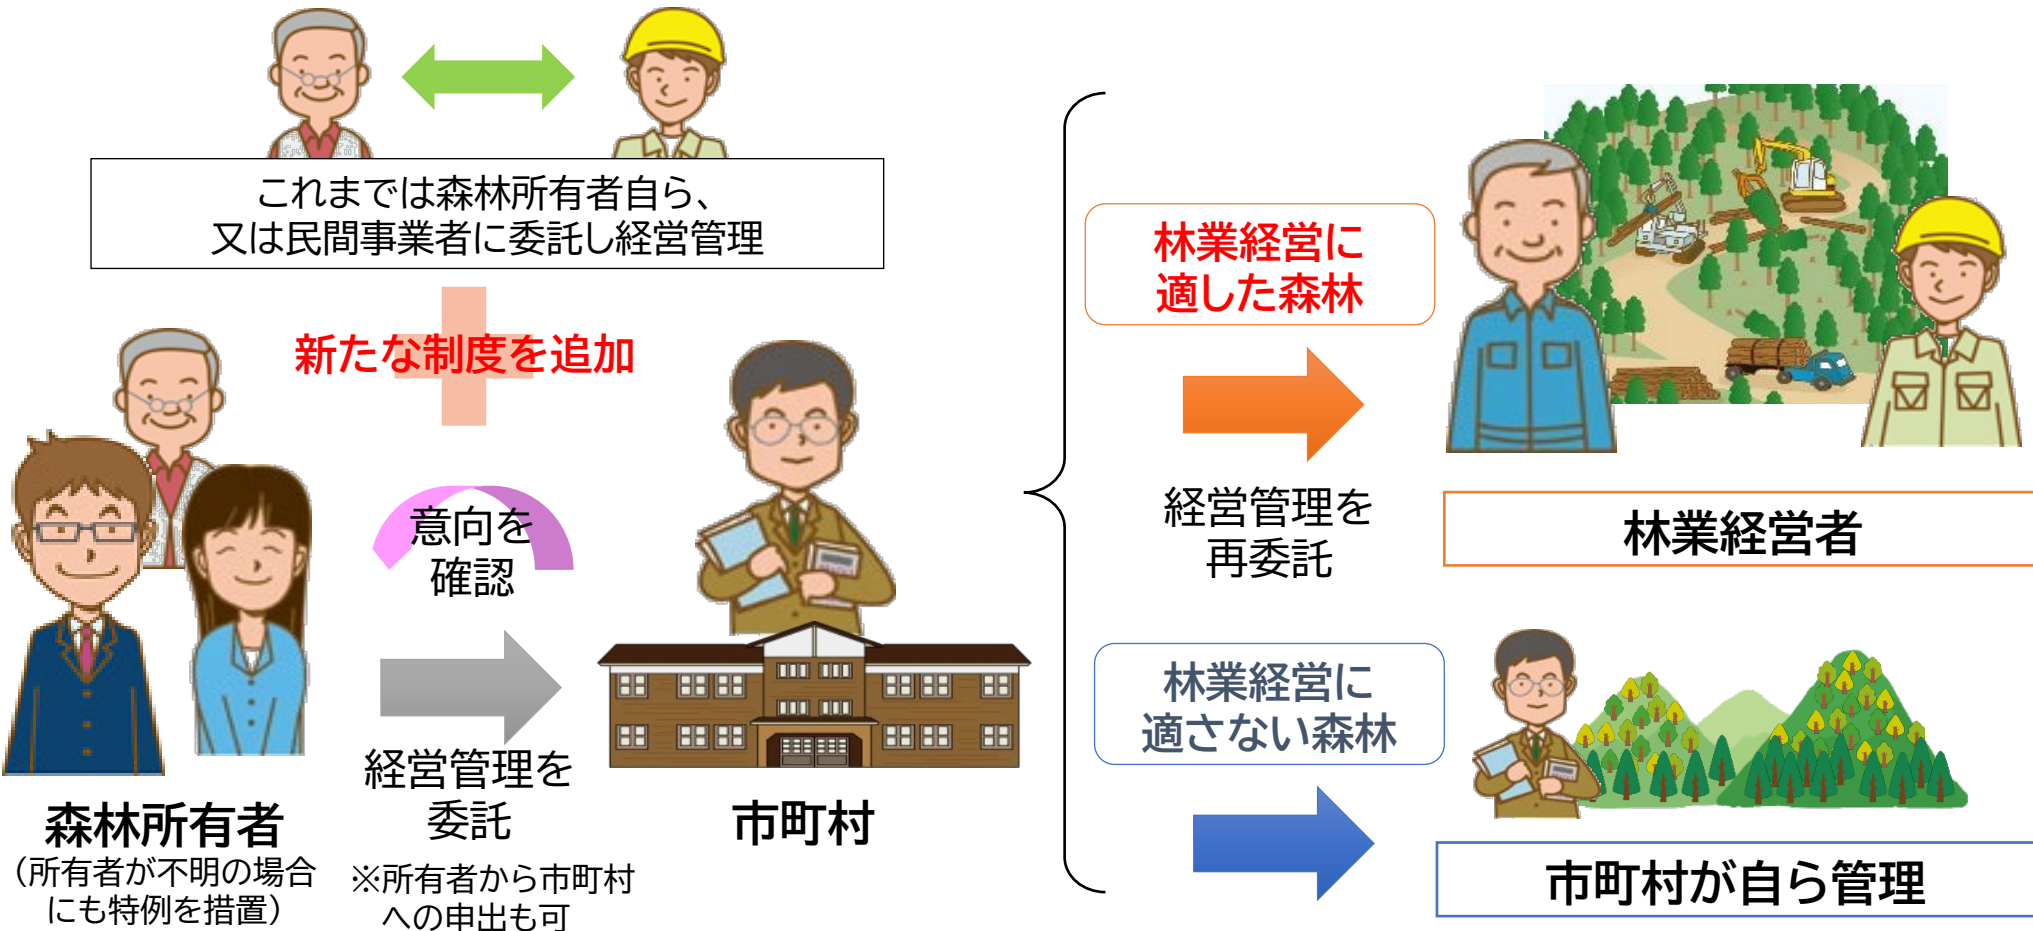 これまでは森林所有者自ら、
又は民間事業者に委託し経営管理
新たな制度を追加
意向を
確認
経営管理を
委託
※所有者から市町村
への申出も可
森林所有者
（所有者が不明の場合
にも特例を措置）
市町村
林業経営に
適した森林
経営管理を
再委託
林業経営者
林業経営に
適さない森林
市町村が自ら管理